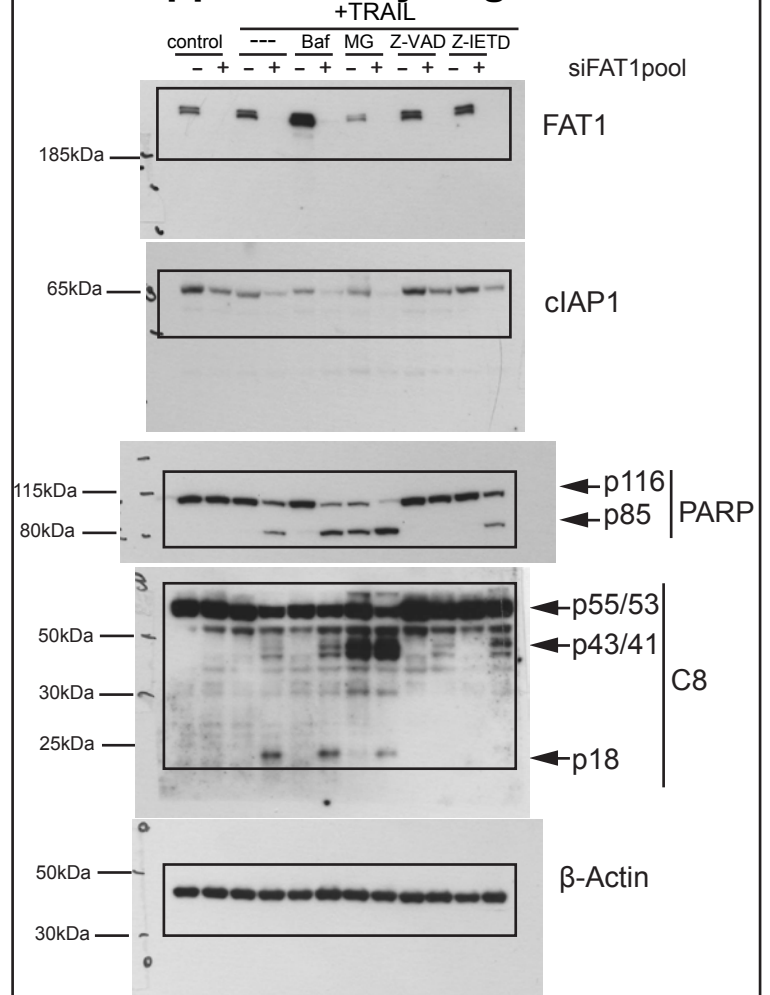 +TRAIL
control --- Baf MG Z-VAD Z-IETD
– + – + – + – + – + – + siFAT1pool
FAT1
185kDa
65kDa
cIAP1
115kDa
p116
p85
PARP
80kDa
p55/53
50kDa
p43/41
C8
30kDa
25kDa
p18
50kDa
β-Actin
30kDa